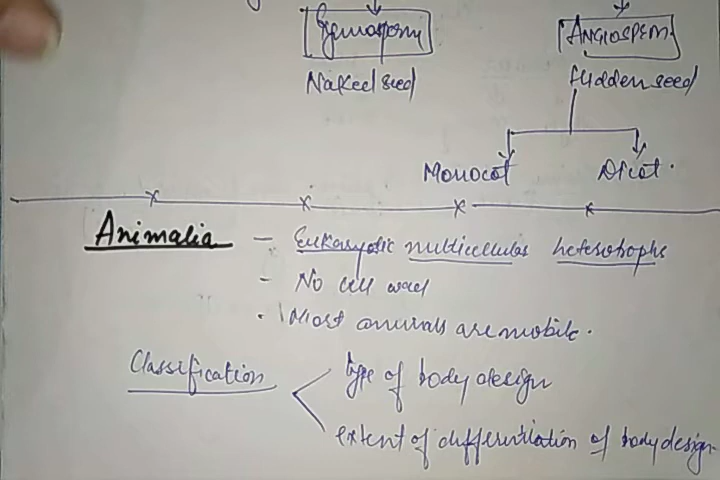 Gymnosperm ANGIOSPERM
Naked seed Hidden seed
Monocot Dicot.
Animalia - Eukaryotic multicellular heterotrophs
- No cell wall
- Most animals are mobile.
Classification
type of body design
extent of differentiation of body design